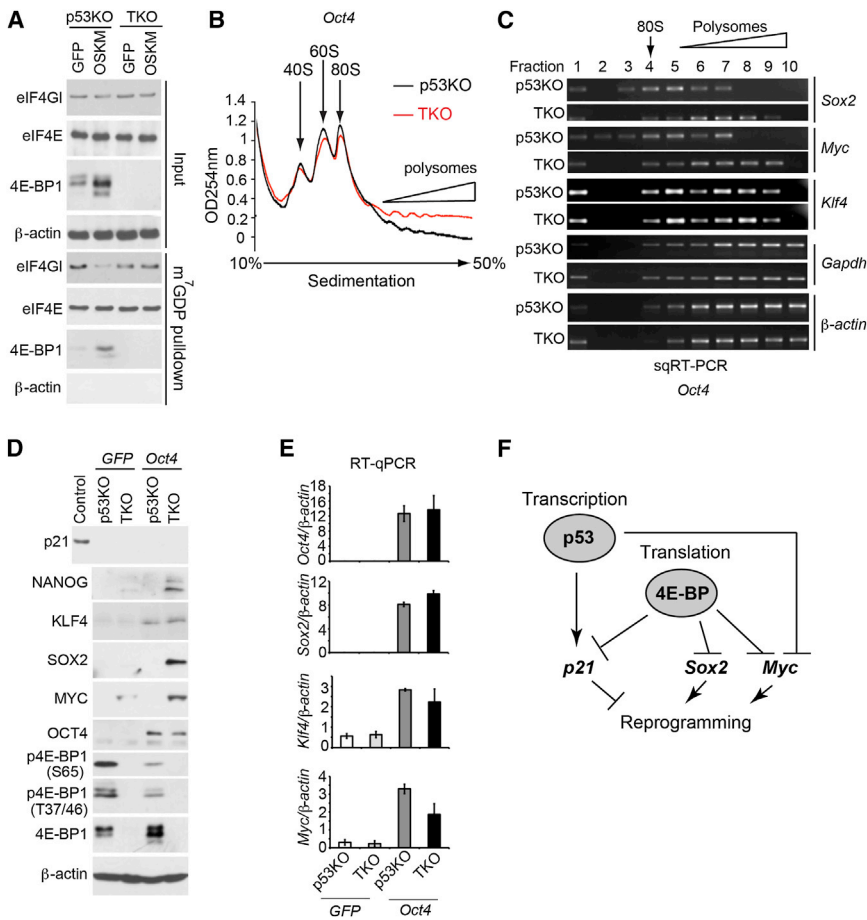 A
p53KO TKO
GFP OSKM GFP OSKM
eIF4GI
eIF4E
4E-BP1
β-actin
Input
eIF4GI
eIF4E
4E-BP1
β-actin
m7GDP pulldown
B
Oct4
40S 60S 80S
p53KO
TKO
polysomes
OD254nm
1.4
1.2
1
0.8
0.6
0.4
0.2
0
10% 50%
Sedimentation
C
80S Polysomes
Fraction 1 2 3 4 5 6 7 8 9 10
p53KO
TKO
Sox2
p53KO
TKO
Myc
p53KO
TKO
Klf4
p53KO
TKO
Gapdh
p53KO
TKO
β-actin
sqRT-PCR
Oct4
D
GFP Oct4
Control p53KO TKO p53KO TKO
p21
NANOG
KLF4
SOX2
MYC
OCT4
p4E-BP1
(S65)
p4E-BP1
(T37/46)
4E-BP1
β-actin
E
RT-qPCR
Oct4/β-actin
18
16
12
8
4
0
Sox2/β-actin
10
8
6
4
2
0
Klf4/β-actin
3
2
1
0
Myc/β-actin
4
3
2
1
0
p53KO TKO p53KO TKO
GFP Oct4
F
Transcription
p53
Translation
4E-BP
p21 Sox2 Myc
Reprogramming